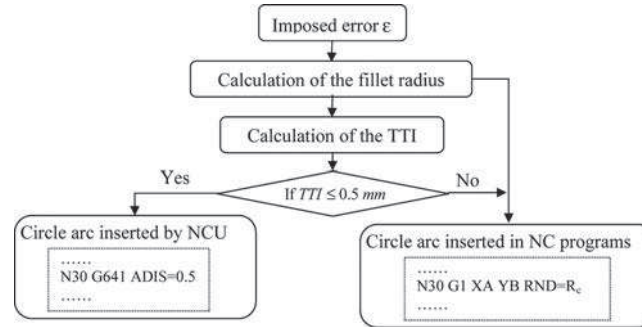 Imposed error ε
Calculation of the fillet radius
Calculation of the TTI
Yes
If TTI ≤ 0.5 mm
No
Circle arc inserted by NCU
……
N30 G641 ADIS=0.5
……
Circle arc inserted in NC programs
……
N30 G1 XA YB RND=Rc
……